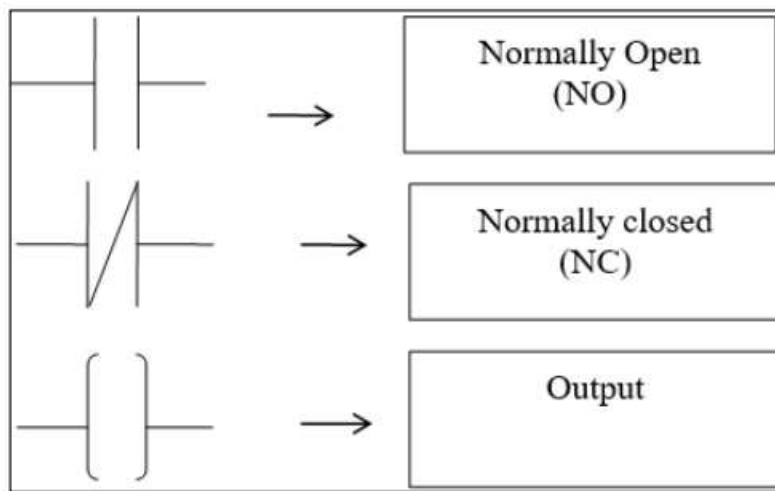 Normally Open
(NO)
Normally closed
(NC)
Output